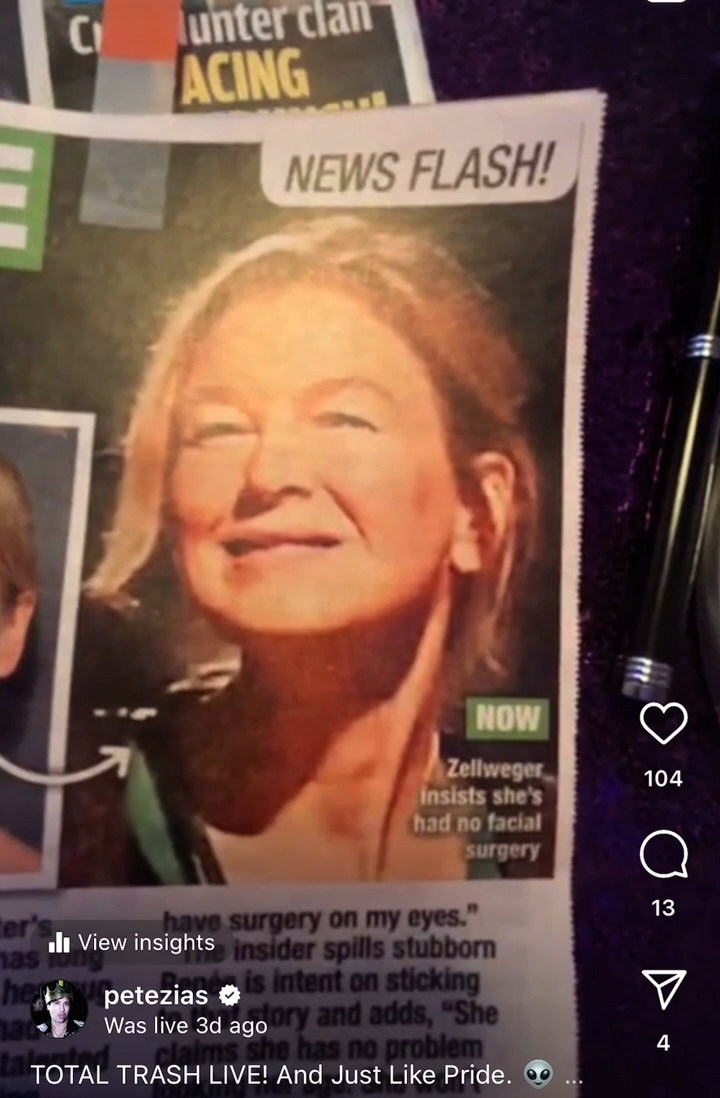 unter clan
ACING
E
NEWS FLASH!
NOW
Zellweger
insists she's
had no facial
surgery
104
13
have surgery on my eyes.”
View insights
insider spills stubborn
is intent on sticking
petezias
story and adds, “She
Was live 3d ago
4
claims she has no problem
TOTAL TRASH LIVE! And Just Like Pride. 👽 ...